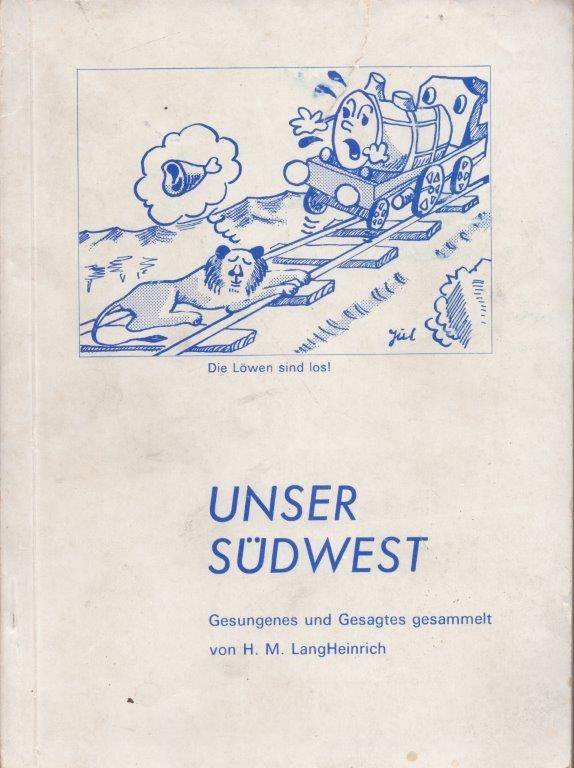 Jül
Die Löwen sind los!
UNSER
SÜDWEST
Gesungenes und Gesagtes gesammelt
von H. M. LangHeinrich